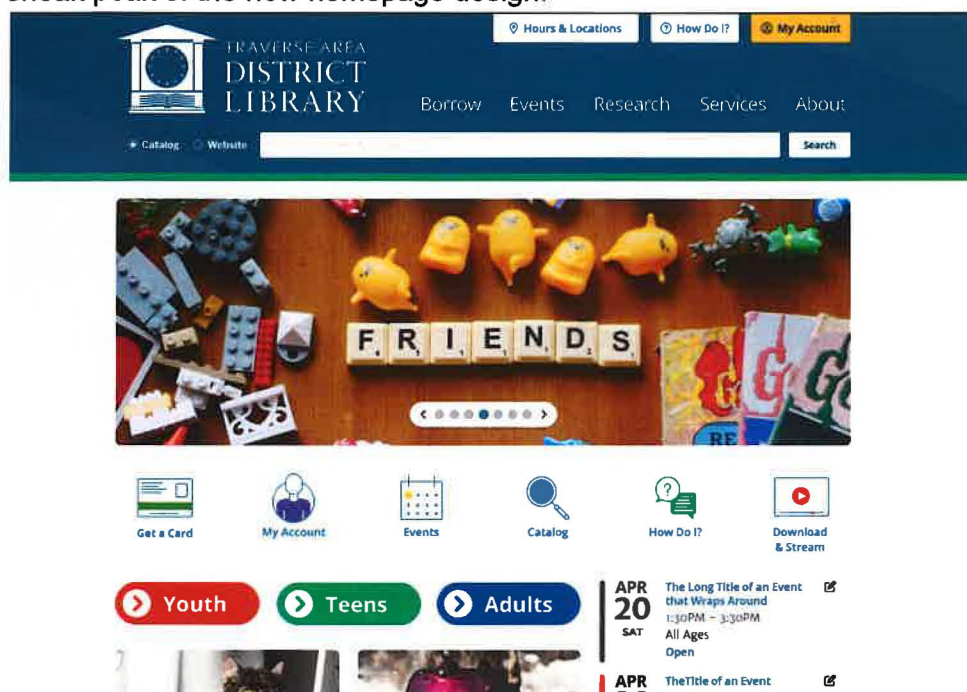 Hours & Locations
How Do I?
My Account
TRAVERSE AREA
DISTRICT
LIBRARY
Borrow Events Research Services About
Catalog Website
Search
FRIENDS
RE
Get a Card
My Account
Events
Catalog
How Do I?
Download
& Stream
Youth
Teens
Adults
APR
20
SAT
The Long Title of an Event
that Wraps Around
1:30PM - 3:30PM
All Ages
Open
APR
TheTitle of an Event